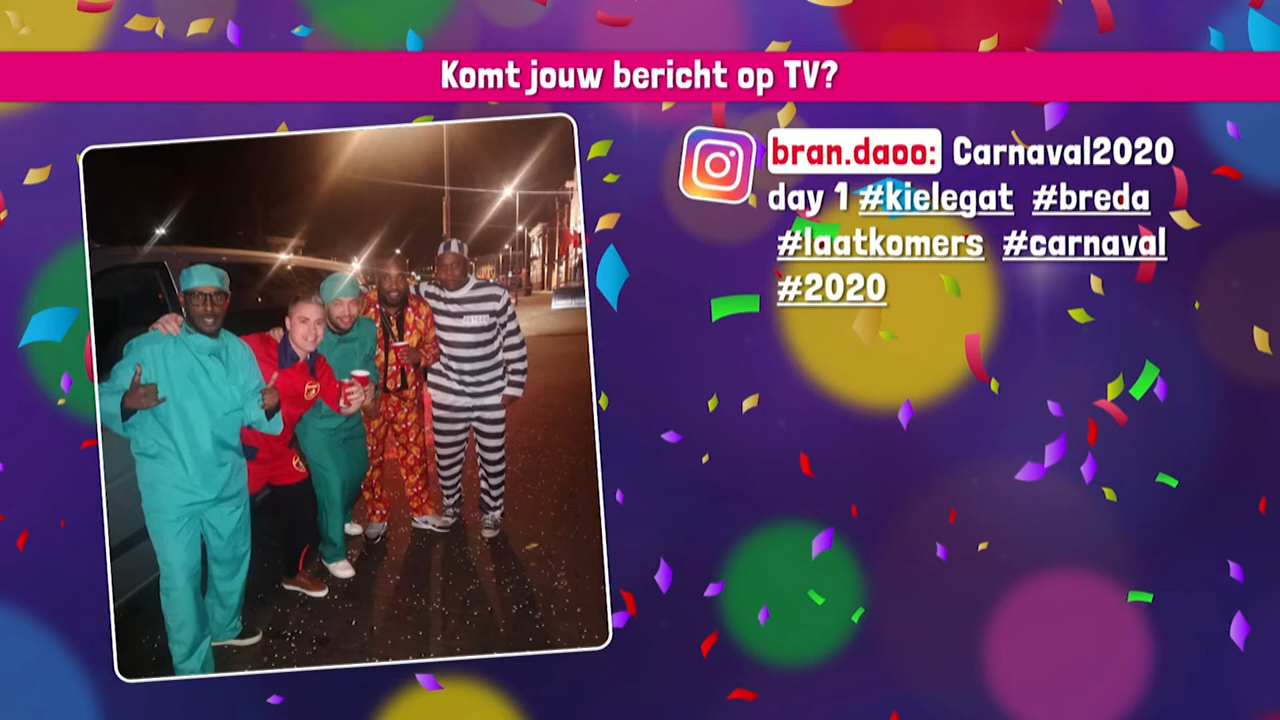 Komt jouw bericht op TV?
bran.daoo: Carnaval2020
day 1 #kielegat #breda
#laatkomers #carnaval
#2020